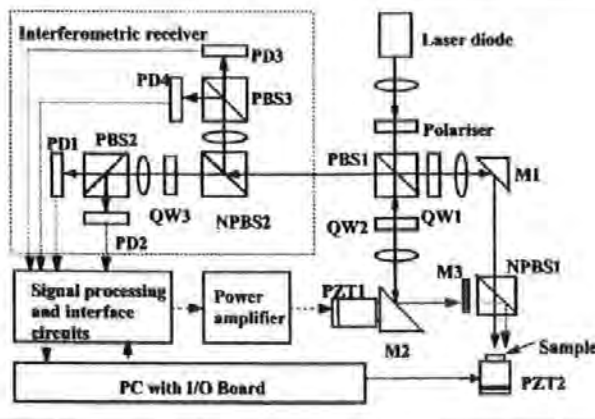 Interferometric receiver
Laser diode
PD3
PD4
PBS3
Polariser
PD1
PBS2
PBS1
M1
QW3
NPBS2
QW2
QW1
PD2
M3
NPBS1
Signal processing
and interface
circuits
Power
amplifier
PZT1
M2
Sample
PC with I/O Board
PZT2